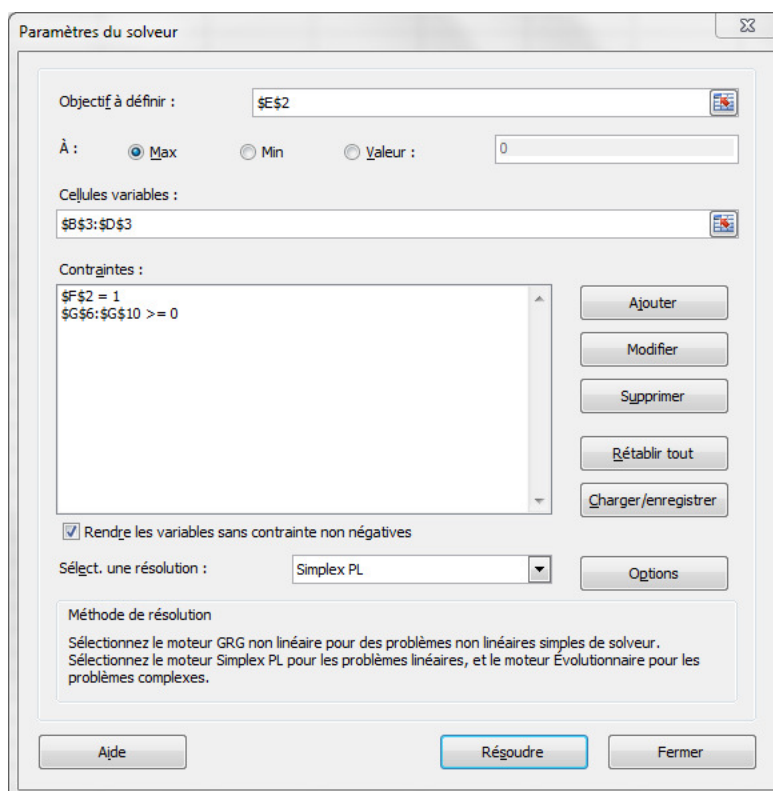 Paramètres du solveur
Objectif à définir : $E$2
À : Max Min Valeur : 0
Cellules variables :
$B$3:$D$3
Contraintes :
$F$2 = 1
$G$6:$G$10 >= 0
Ajouter
Modifier
Supprimer
Rétablir tout
Charger/enregistrer
Rendre les variables sans contrainte non négatives
Sélect. une résolution : Simplex PL Options
Méthode de résolution
Sélectionnez le moteur GRG non linéaire pour des problèmes non linéaires simples de solveur.
Sélectionnez le moteur Simplex PL pour les problèmes linéaires, et le moteur Évolutionnaire pour les
problèmes complexes.
Aide Résoudre Fermer